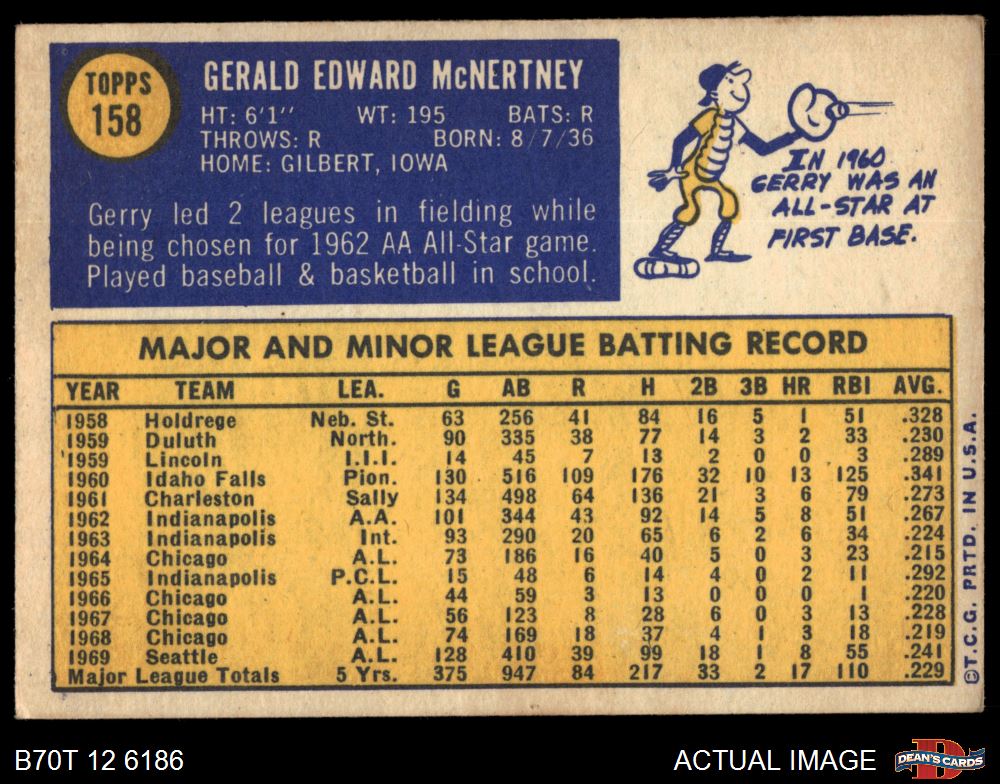 TOPPS
158
GERALD EDWARD McNERTNEY
HT: 6'1'' WT: 195 BATS: R
THROWS: R BORN: 8/7/36
HOME: GILBERT, IOWA
Gerry led 2 leagues in fielding while
being chosen for 1962 AA All-Star game.
Played baseball & basketball in school.
IN 1960
GERRY WAS AN
ALL-STAR AT
FIRST BASE.
MAJOR AND MINOR LEAGUE BATTING RECORD
YEAR TEAM LEA. G AB R H 2B 3B HR RBI AVG.
1958 Holdrege Neb. St. 63 256 41 84 16 5 1 51 .328
1959 Duluth North. 90 335 38 77 14 3 2 33 .230
1959 Lincoln I.I.I. 14 45 7 13 2 0 0 3 .289
1960 Idaho Falls Pion. 130 516 109 176 32 10 13 125 .341
1961 Charleston Sally 134 498 64 136 21 3 6 79 .273
1962 Indianapolis A.A. 101 344 43 92 14 5 8 51 .267
1963 Indianapolis Int. 93 290 20 65 6 2 6 34 .224
1964 Chicago A.L. 73 186 16 40 5 0 3 23 .215
1965 Indianapolis P.C.L. 15 48 6 14 4 0 2 11 .292
1966 Chicago A.L. 44 59 3 13 0 0 0 1 .220
1967 Chicago A.L. 56 123 8 28 6 0 3 13 .228
1968 Chicago A.L. 74 169 18 37 4 1 3 18 .219
1969 Seattle A.L. 128 410 39 99 18 1 8 55 .241
Major League Totals 5 Yrs. 375 947 84 217 33 2 17 110 .229
©T.C.G. PRTD. IN U.S.A.
B70T 12 6186
ACTUAL IMAGE
D
DEAN'S CARDS